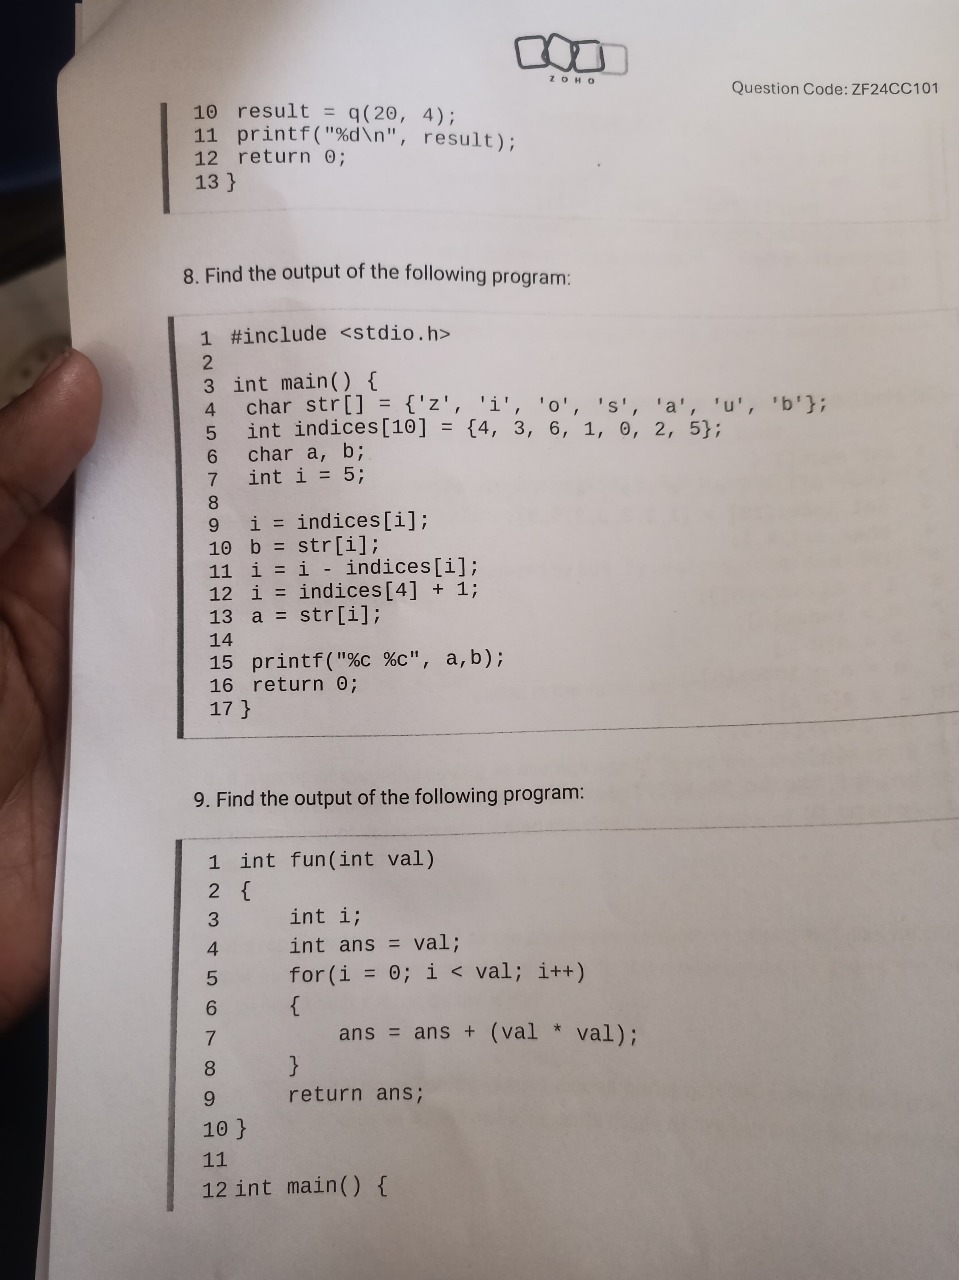 ZOHO
Question Code: ZF24CC101
10 result = q(20, 4);
11 printf("%d\n", result);
12 return 0;
13 }
8. Find the output of the following program:
1 #include <stdio.h>
2
3 int main() {
4 char str[] = {'z', 'i', 'o', 's', 'a', 'u', 'b'};
5 int indices[10] = {4, 3, 6, 1, 0, 2, 5};
6 char a, b;
7 int i = 5;
8
9 i = indices[i];
10 b = str[i];
11 i = i - indices[i];
12 i = indices[4] + 1;
13 a = str[i];
14
15 printf("%c %c", a,b);
16 return 0;
17 }
9. Find the output of the following program:
1 int fun(int val)
2 {
3 int i;
4 int ans = val;
5 for(i = 0; i < val; i++)
6 {
7 ans = ans + (val * val);
8 }
9 return ans;
10 }
11
12 int main() {